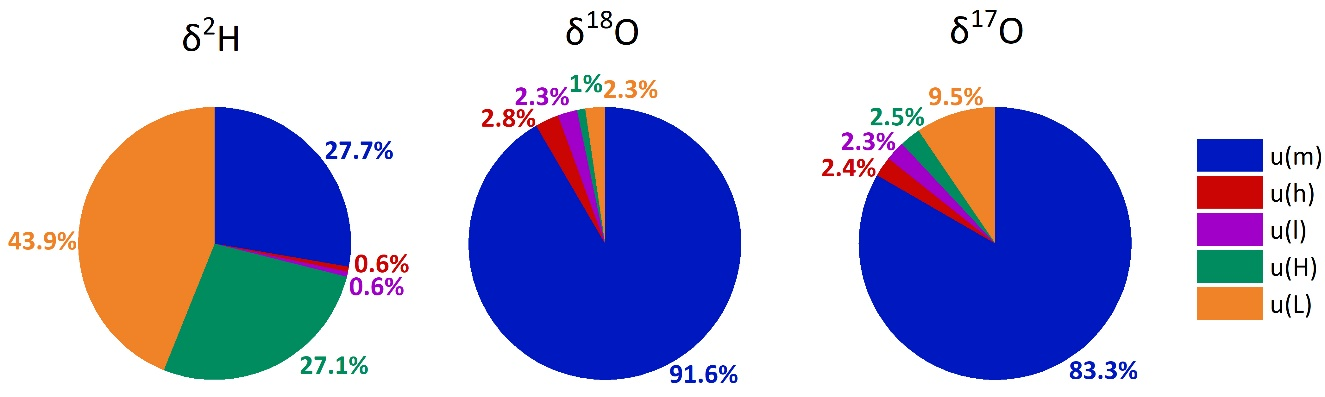 δ²H
27.7%
0.6%
0.6%
27.1%
43.9%
δ¹⁸O
2.8%
2.3%
1%
2.3%
91.6%
δ¹⁷O
9.5%
2.5%
2.3%
2.4%
83.3%
u(m)
u(h)
u(l)
u(H)
u(L)